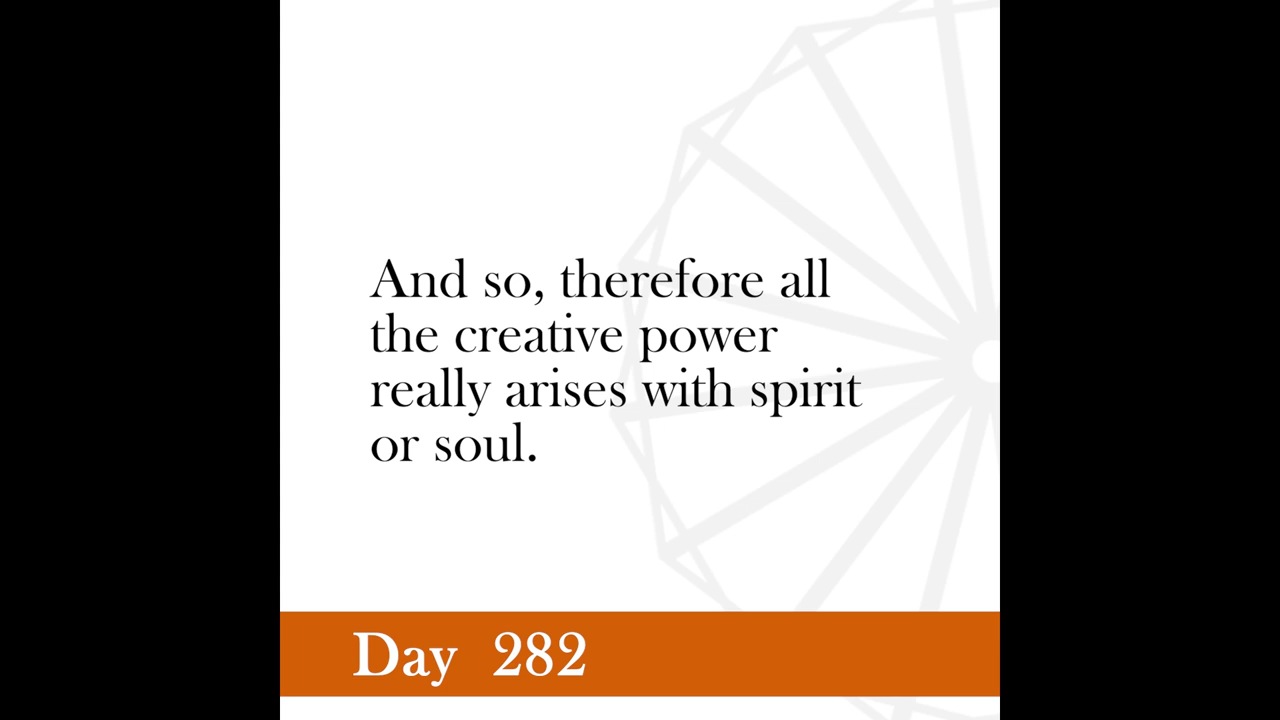 And so, therefore all
the creative power
really arises with spirit
or soul.
Day 282